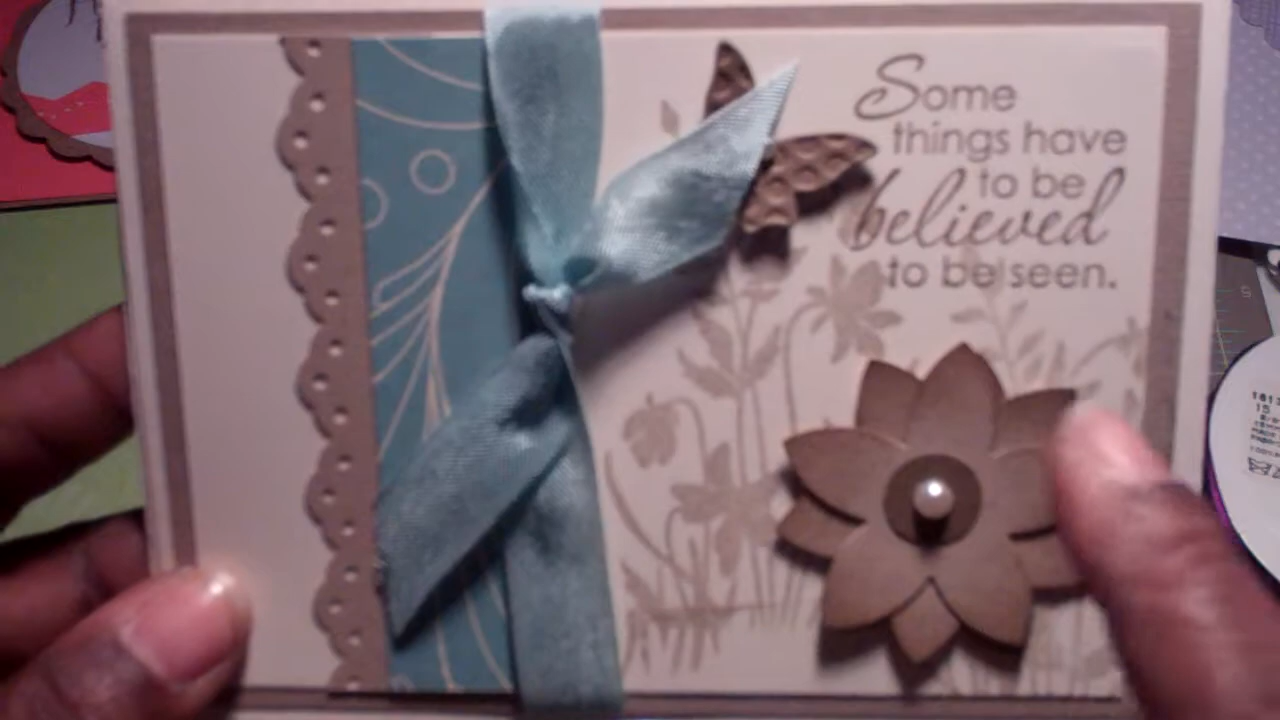 Some
things have
to be
believed
to be seen.